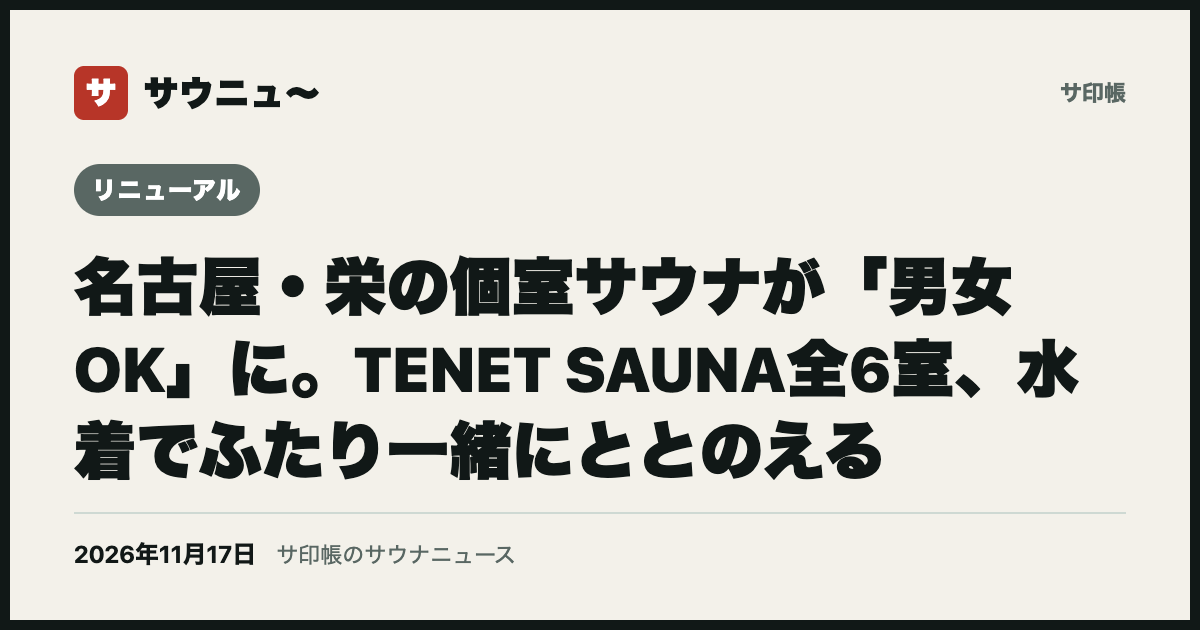 サ サウニュ〜
サ印帳
リニューアル
名古屋・栄の個室サウナが「男女
OK」に。TENET SAUNA全6室、水
着でふたり一緒にととのえる
2026年11月17日 サ印帳のサウナニュース